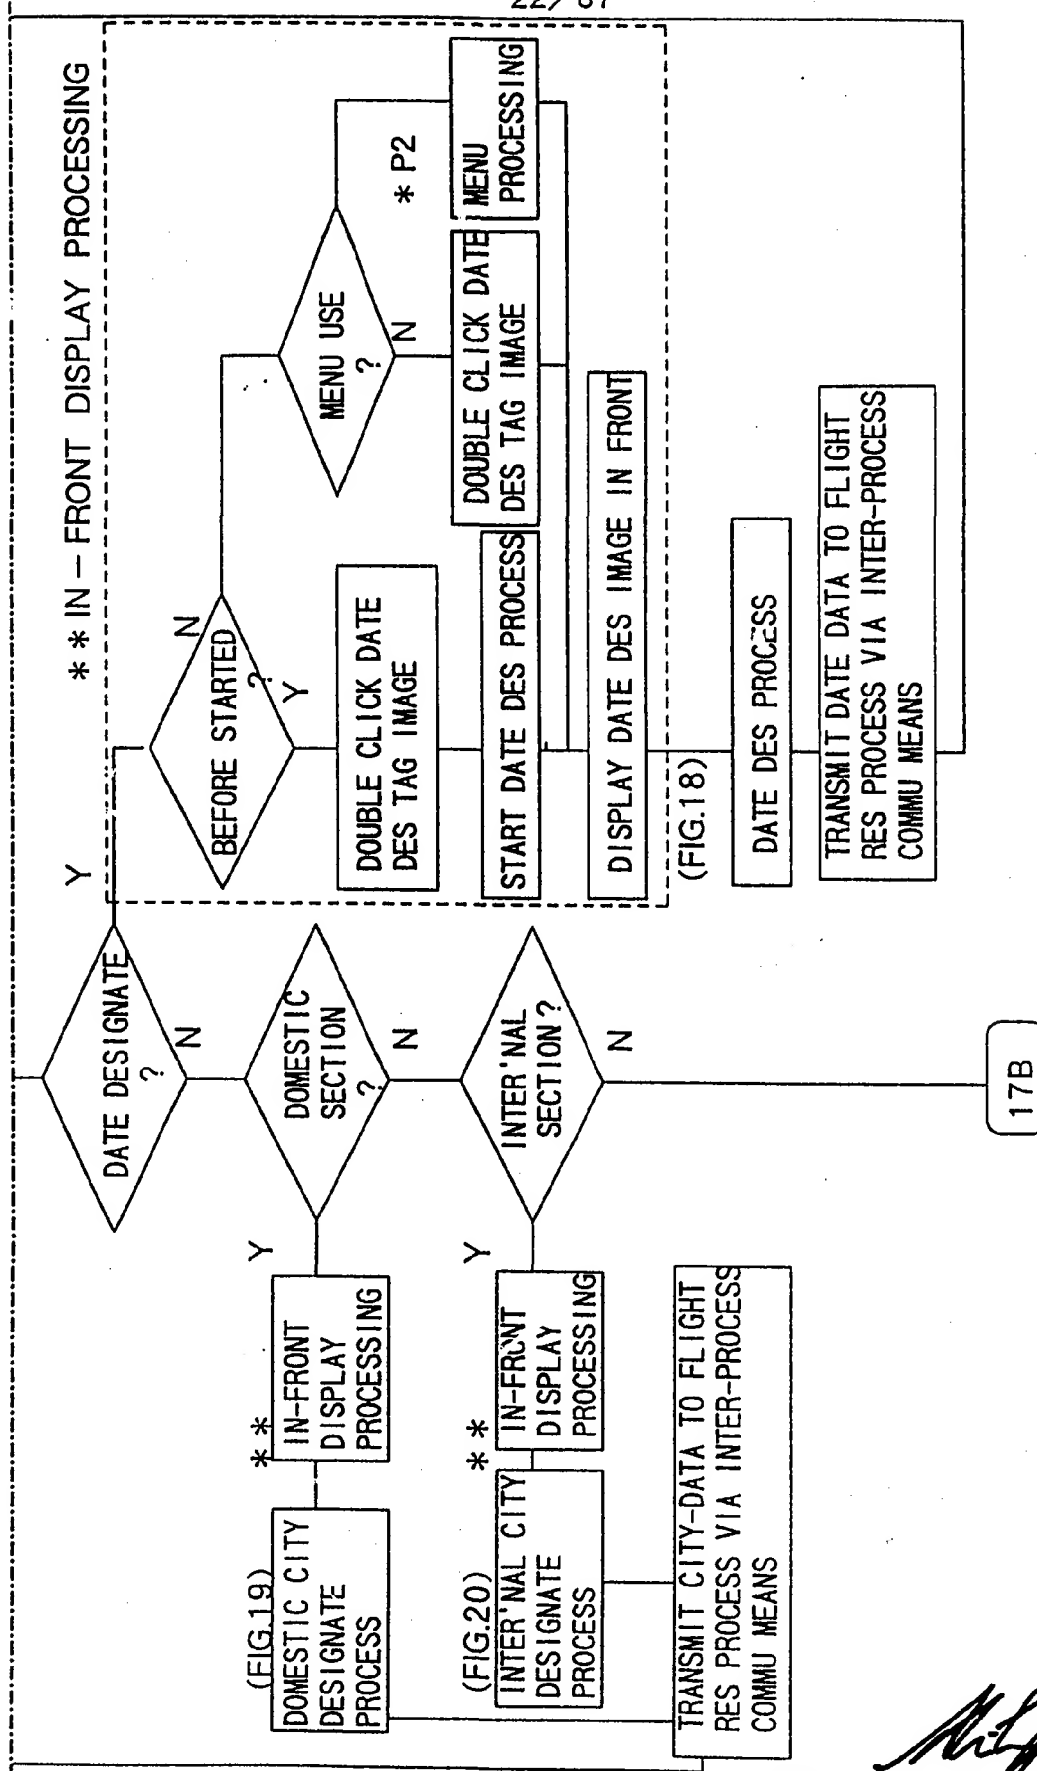 22/87
**IN-FRONT DISPLAY PROCESSING
DATE DESIGNATE
?
Y
N
BEFORE STARTED
?
N
Y
MENU USE
?
N
*P2
MENU
PROCESSING
DOUBLE CLICK DATE
DES TAG IMAGE
DOUBLE CLICK DATE
DES TAG IMAGE
START DATE DES PROCESS
DISPLAY DATE DES IMAGE IN FRONT
(FIG.18)
DATE DES PROCESS
TRANSMIT DATE DATA TO FLIGHT
RES PROCESS VIA INTER-PROCESS
COMMU MEANS
DOMESTIC
SECTION
?
Y
N
**
IN-FRONT
DISPLAY
PROCESSING
(FIG.19)
DOMESTIC CITY
DESIGNATE
PROCESS
INTER'NAL
SECTION?
Y
N
**
IN-FRONT
DISPLAY
PROCESSING
(FIG.20)
INTER'NAL CITY
DESIGNATE
PROCESS
TRANSMIT CITY-DATA TO FLIGHT
RES PROCESS VIA INTER-PROCESS
COMMU MEANS
17B